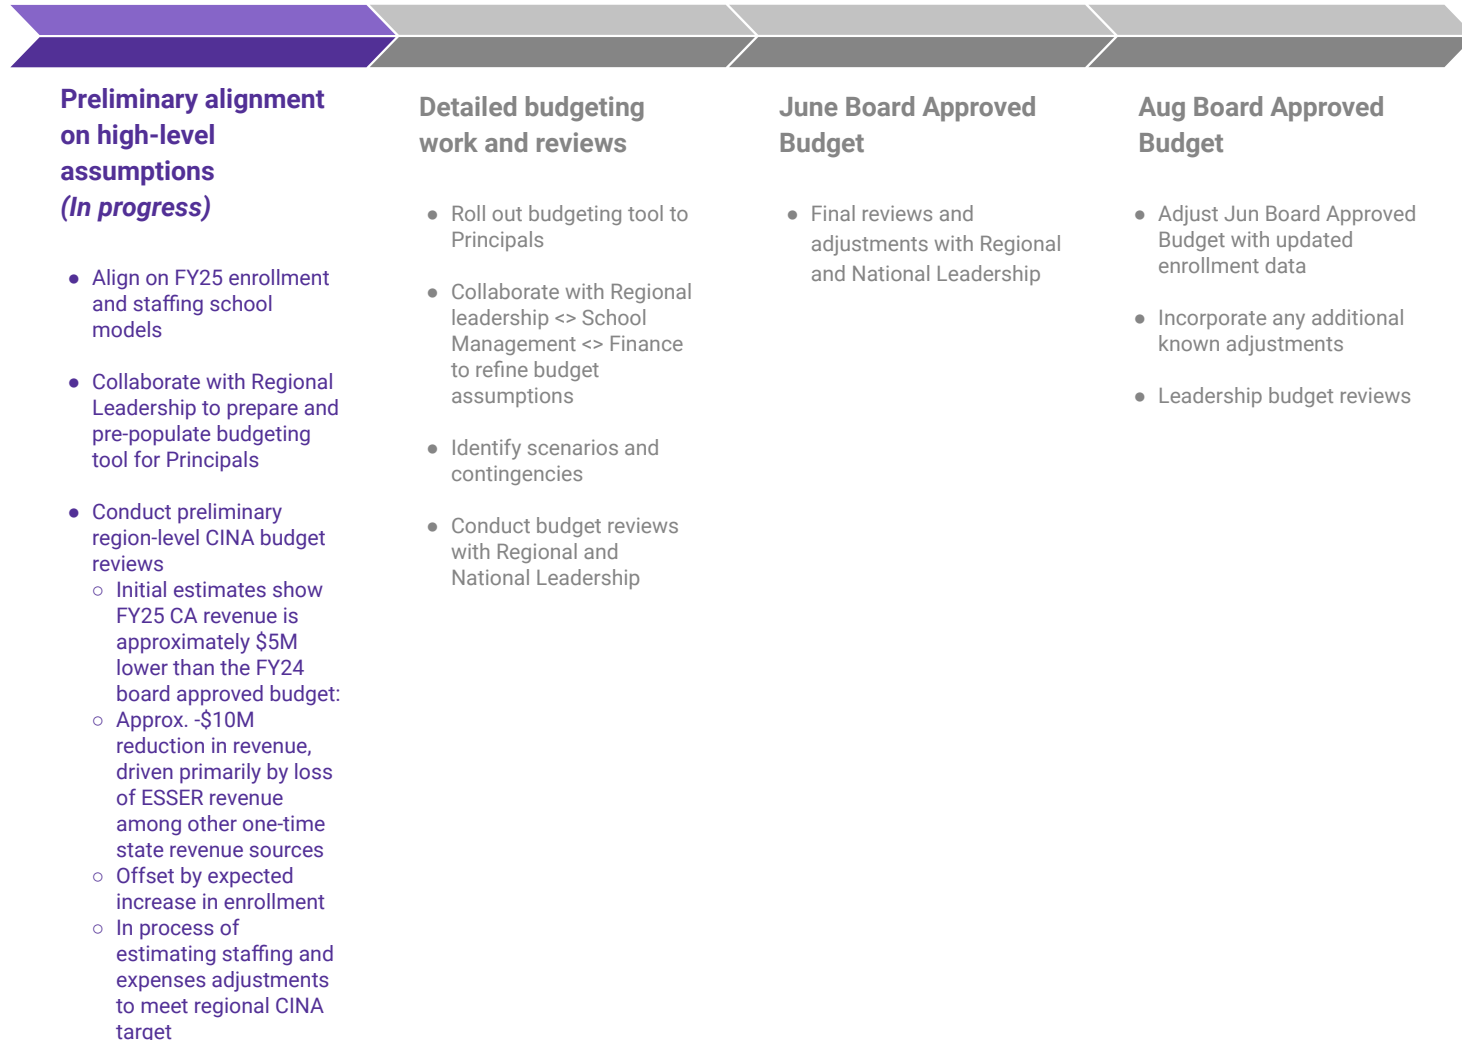 Preliminary alignment
on high-level
assumptions
(In progress)
● Align on FY25 enrollment
and staffing school
models
● Collaborate with Regional
Leadership to prepare and
pre-populate budgeting
tool for Principals
● Conduct preliminary
region-level CINA budget
reviews
○ Initial estimates show
FY25 CA revenue is
approximately $5M
lower than the FY24
board approved budget:
○ Approx. -$10M
reduction in revenue,
driven primarily by loss
of ESSER revenue
among other one-time
state revenue sources
○ Offset by expected
increase in enrollment
○ In process of
estimating staffing and
expenses adjustments
to meet regional CINA
target
Detailed budgeting
work and reviews
● Roll out budgeting tool to
Principals
● Collaborate with Regional
leadership <> School
Management <> Finance
to refine budget
assumptions
● Identify scenarios and
contingencies
● Conduct budget reviews
with Regional and
National Leadership
June Board Approved
Budget
● Final reviews and
adjustments with Regional
and National Leadership
Aug Board Approved
Budget
● Adjust Jun Board Approved
Budget with updated
enrollment data
● Incorporate any additional
known adjustments
● Leadership budget reviews